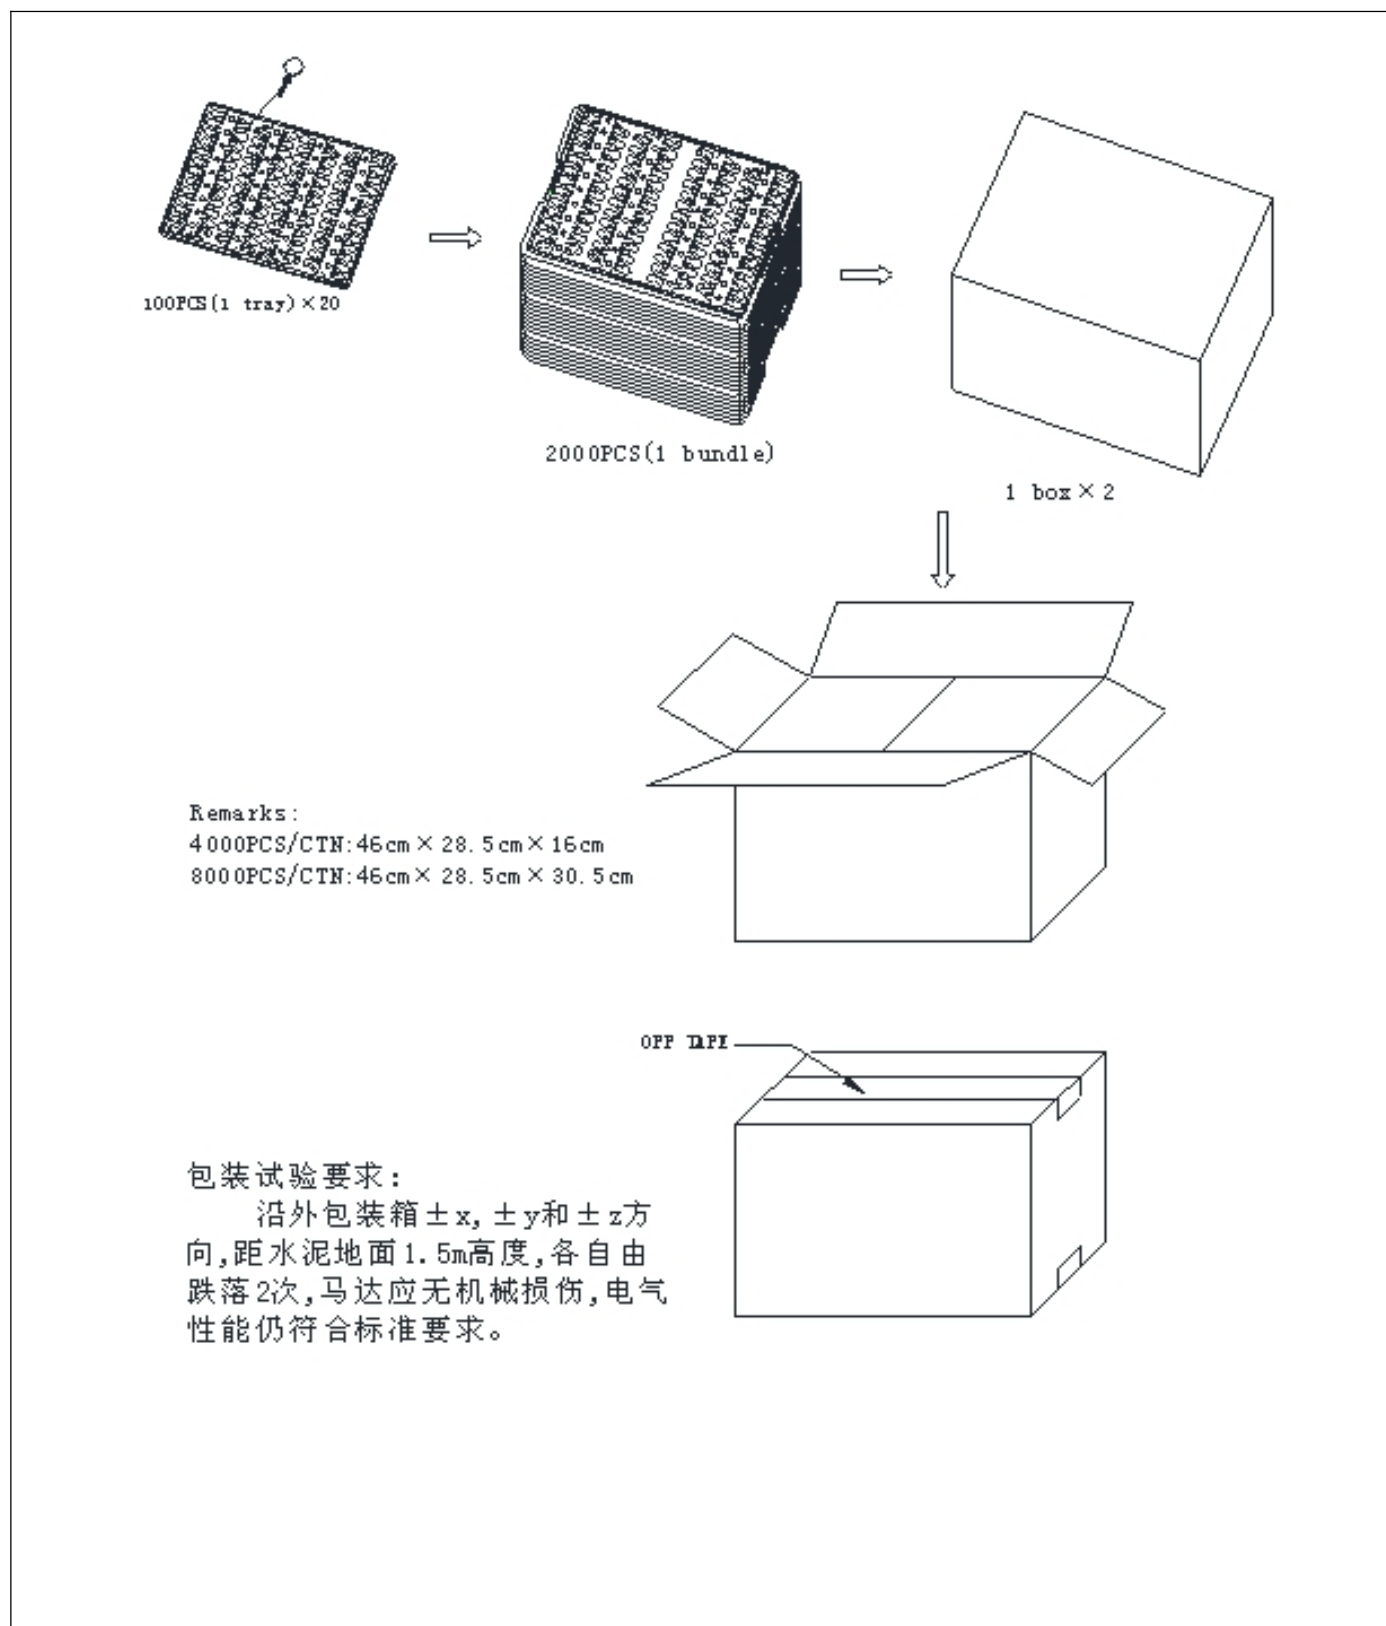 100PCS(1 tray)×20
2000PCS(1 bundle)
1 box×2
Remarks:
4000PCS/CTN:46cm×28.5cm×16cm
8000PCS/CTN:46cm×28.5cm×30.5cm
OPP TAPE
包装试验要求:
沿外包装箱±x,±y和±z方
向,距水泥地面1.5m高度,各自由
跌落2次,马达应无机械损伤,电气
性能仍符合标准要求。